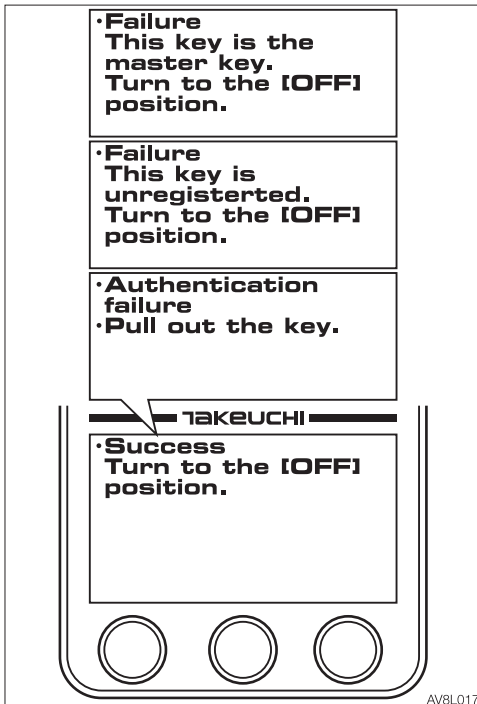 ·Failure
This key is the
master key.
Turn to the [OFF]
position.
·Failure
This key is
unregisterted.
Turn to the [OFF]
position.
·Authentication
failure
·Pull out the key.
TAKEUCHI
·Success
Turn to the [OFF]
position.
AV8L017